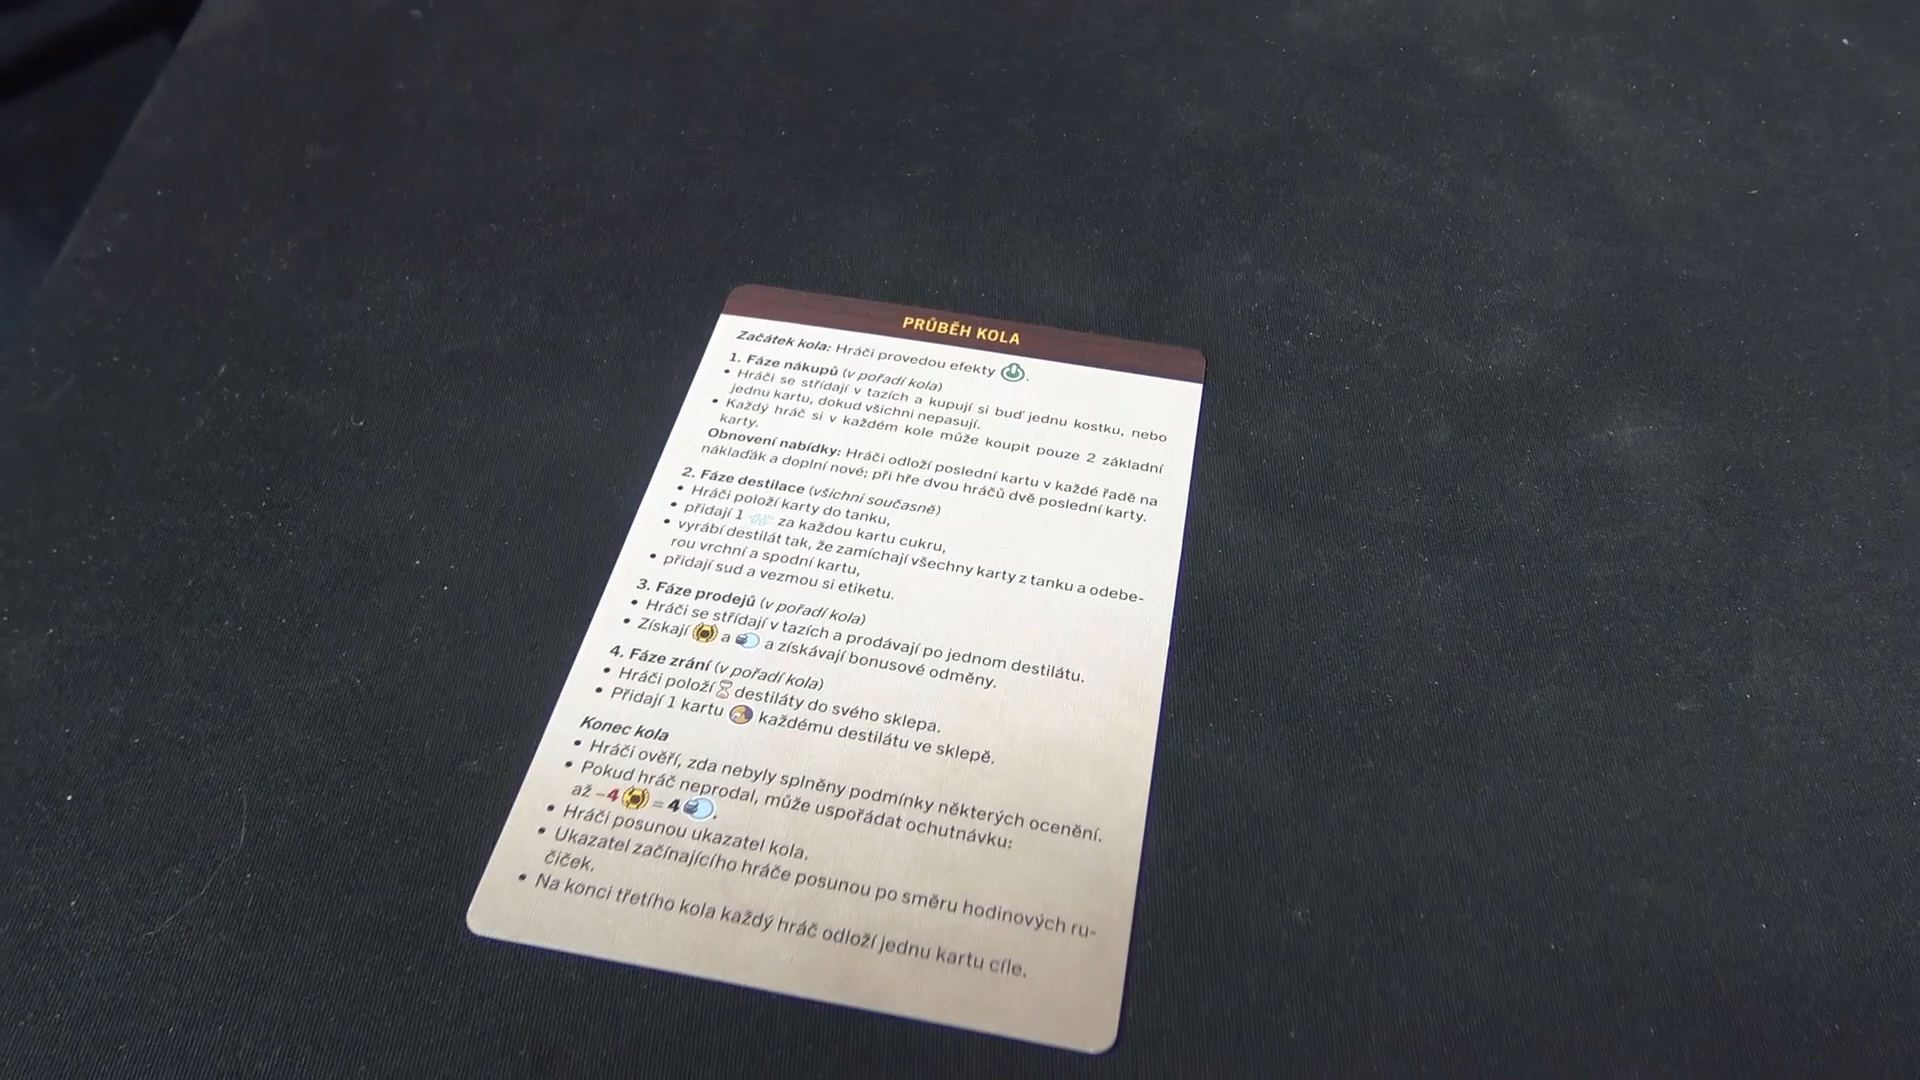 PRŮBĚH KOLA
Začátek kola: Hráči provedou efekty .
1. Fáze nákupů (v pořadí kola)
• Hráči se střídají v tazích a kupují si buď jednu kostku, nebo
jednu kartu, dokud všichni nepasují.
• Každý hráč si v každém kole může koupit pouze 2 základní
karty.
Obnovení nabídky: Hráči odloží poslední kartu v každé řadě na
náklaďák a doplní nové; při hře dvou hráčů dvě poslední karty.
2. Fáze destilace (všichni současně)
• Hráči položí karty do tanku,
• přidají 1 za každou kartu cukru,
• vyrábí destilát tak, že zamíchají všechny karty z tanku a odebe-
rou vrchní a spodní kartu,
• přidají sud a vezmou si etiketu.
3. Fáze prodejů (v pořadí kola)
• Hráči se střídají v tazích a prodávají po jednom destilátu.
• Získají a a získávají bonusové odměny.
4. Fáze zrání (v pořadí kola)
• Hráči položí destiláty do svého sklepa.
• Přidají 1 kartu každému destilátu ve sklepě.
Konec kola
• Hráči ověří, zda nebyly splněny podmínky některých ocenění.
• Pokud hráč neprodal, může uspořádat ochutnávku:
až –4 = 4 .
• Hráči posunou ukazatel kola.
• Ukazatel začínajícího hráče posunou po směru hodinových ru-
čiček.
• Na konci třetího kola každý hráč odloží jednu kartu cíle.